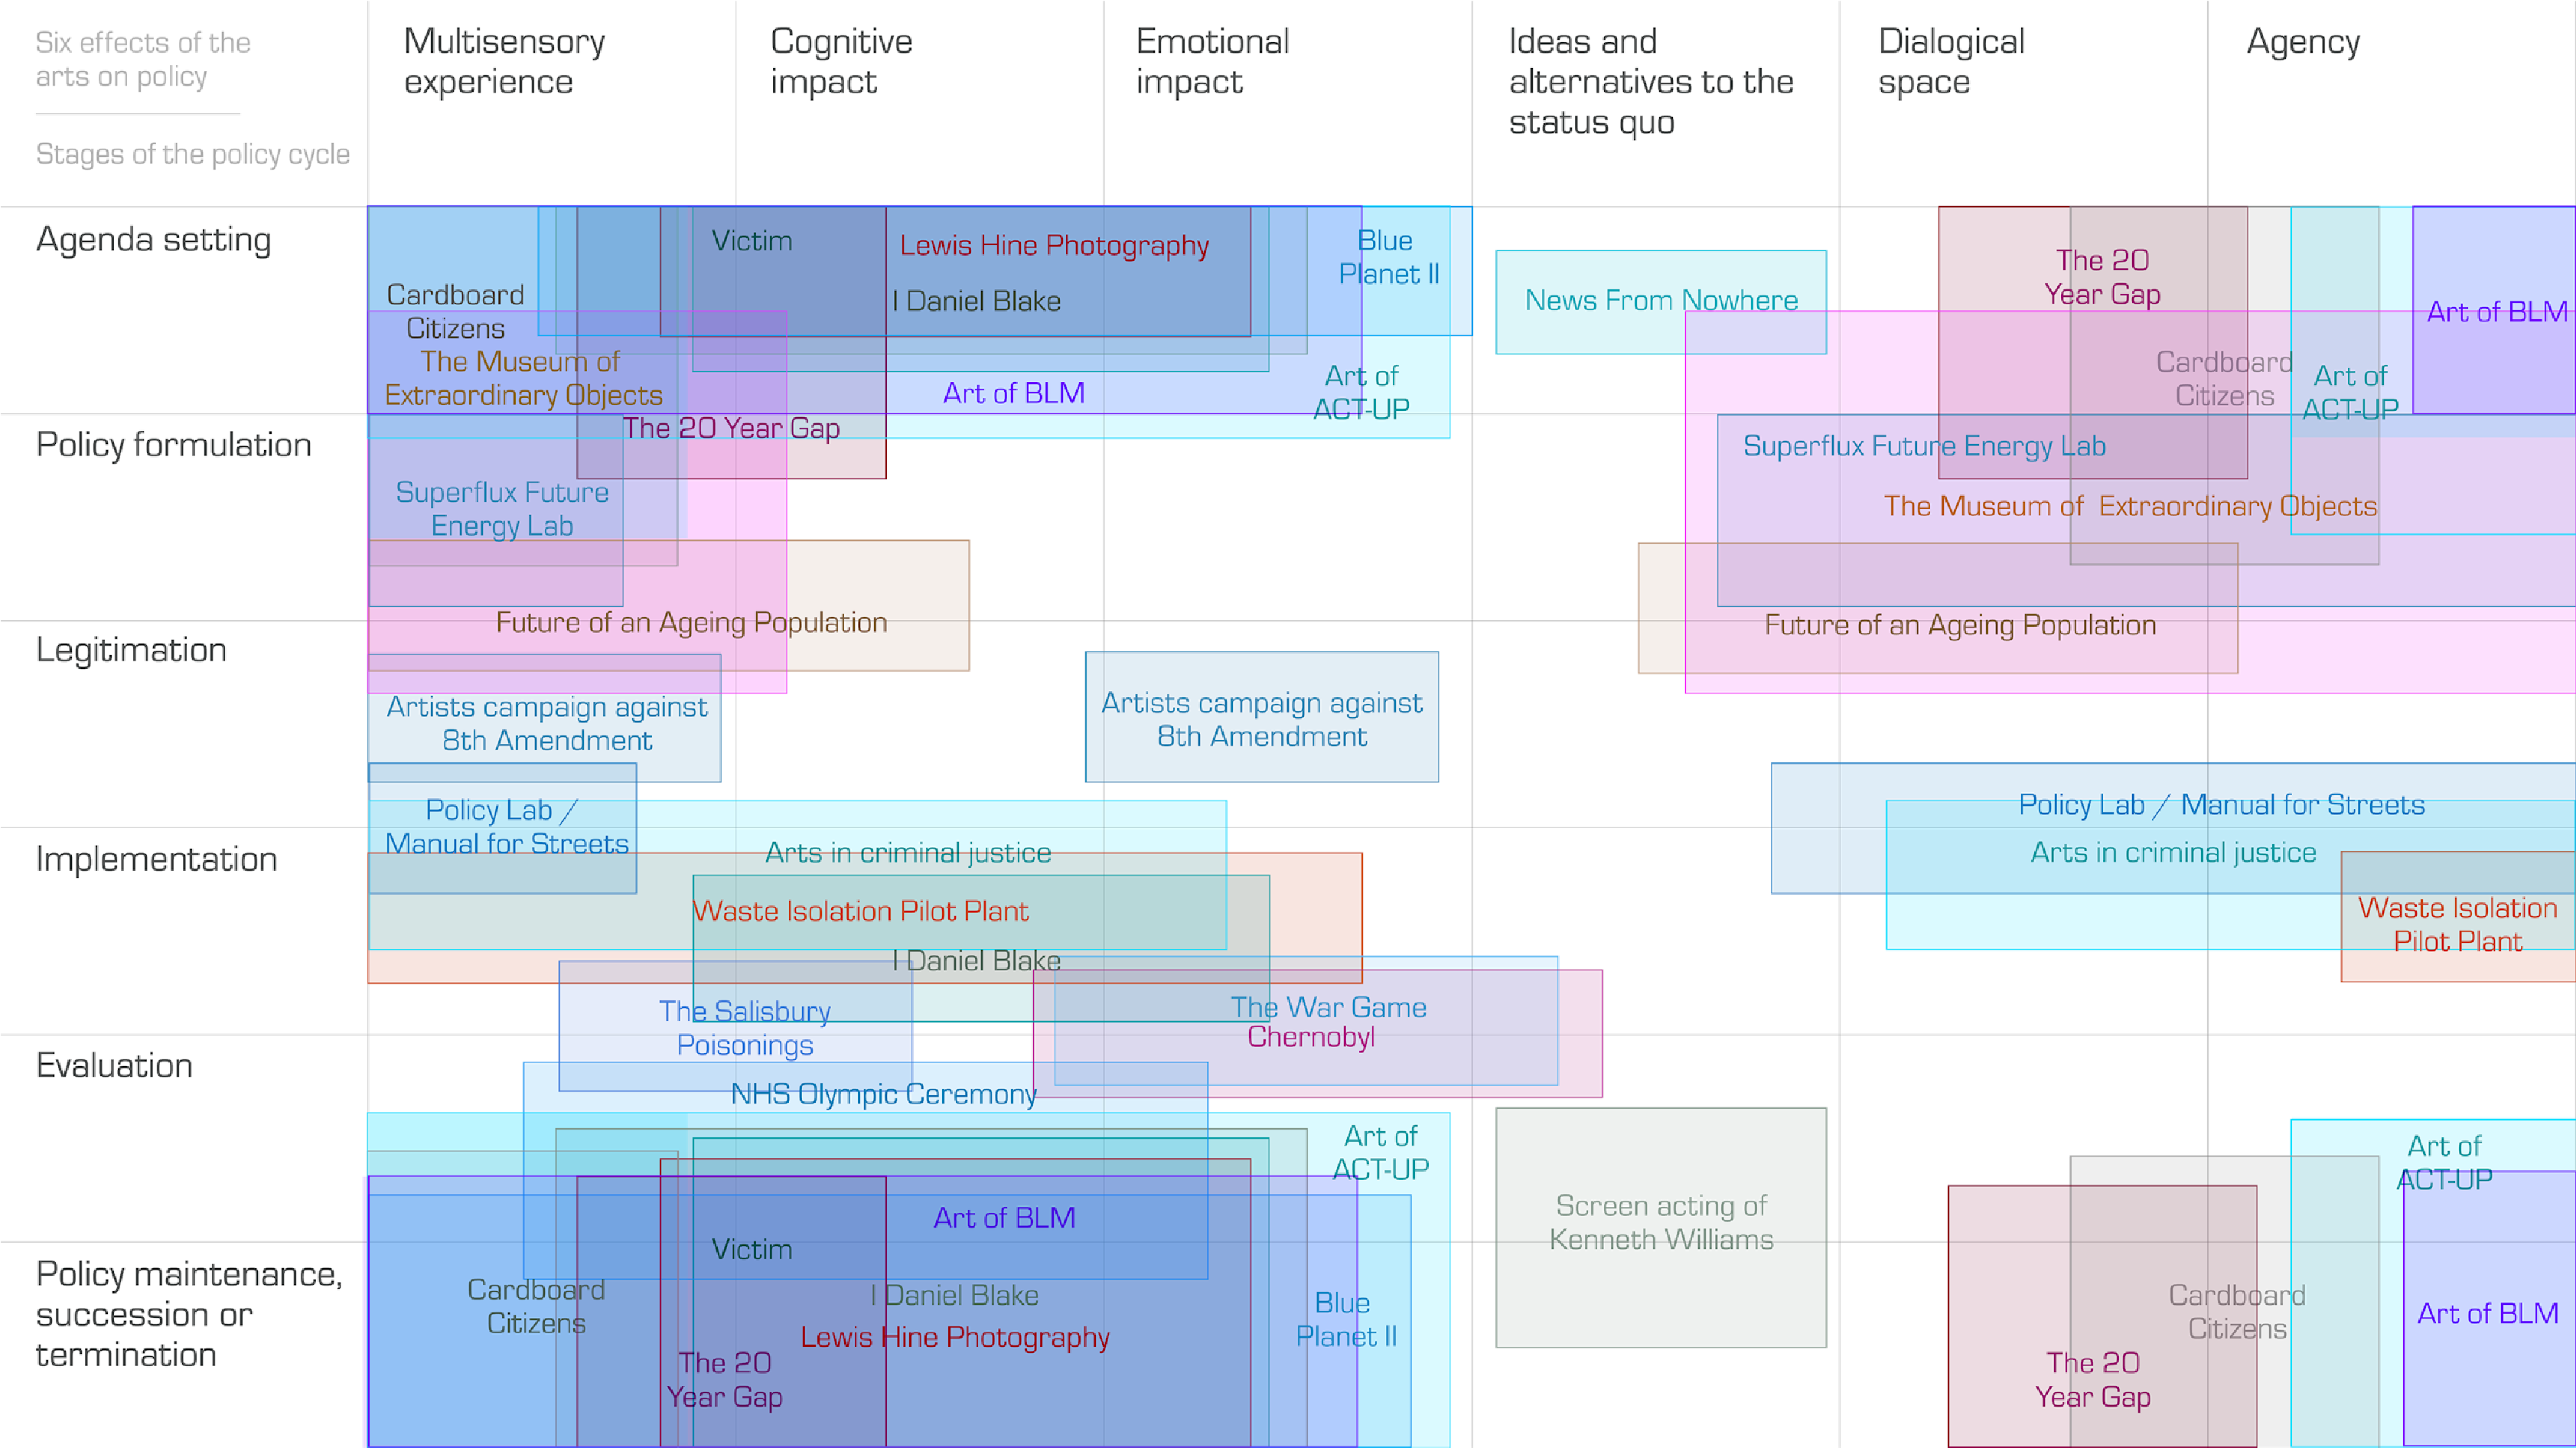 Six effects of the
arts on policy
Stages of the policy cycle
Multisensory
experience
Cognitive
impact
Emotional
impact
Ideas and
alternatives to the
status quo
Dialogical
space
Agency
Agenda setting
Victim
Lewis Hine Photography
Blue
Planet II
I Daniel Blake
Cardboard
Citizens
The Museum of
Extraordinary Objects
Art of BLM
Art of
ACT-UP
News From Nowhere
The 20
Year Gap
Cardboard
Citizens
Art of
ACT-UP
Art of BLM
Policy formulation
The 20 Year Gap
Superflux Future
Energy Lab
Superflux Future Energy Lab
The Museum of Extraordinary Objects
Future of an Ageing Population
Future of an Ageing Population
Legitimation
Artists campaign against
8th Amendment
Artists campaign against
8th Amendment
Policy Lab /
Manual for Streets
Policy Lab / Manual for Streets
Implementation
Arts in criminal justice
Arts in criminal justice
Waste Isolation Pilot Plant
Waste Isolation
Pilot Plant
I Daniel Blake
The Salisbury
Poisonings
The War Game
Chernobyl
Evaluation
NHS Olympic Ceremony
Art of
ACT-UP
Art of BLM
Screen acting of
Kenneth Williams
Art of
ACT-UP
Policy maintenance,
succession or
termination
Victim
Cardboard
Citizens
I Daniel Blake
Lewis Hine Photography
Blue
Planet II
The 20
Year Gap
Cardboard
Citizens
The 20
Year Gap
Art of BLM